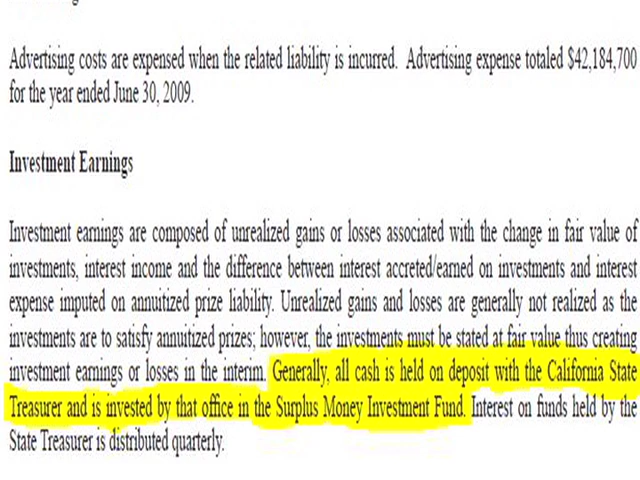 Advertising costs are expensed when the related liability is incurred. Advertising expense totaled $42,184,700
for the year ended June 30, 2009.
Investment Earnings
Investment earnings are composed of unrealized gains or losses associated with the change in fair value of
investments, interest income and the difference between interest accreted/earned on investments and interest
expense imputed on annuitized prize liability. Unrealized gains and losses are generally not realized as the
investments are to satisfy annuitized prizes; however, the investments must be stated at fair value thus creating
investment earnings or losses in the interim. Generally, all cash is held on deposit with the California State
Treasurer and is invested by that office in the Surplus Money Investment Fund. Interest on funds held by the
State Treasurer is distributed quarterly.